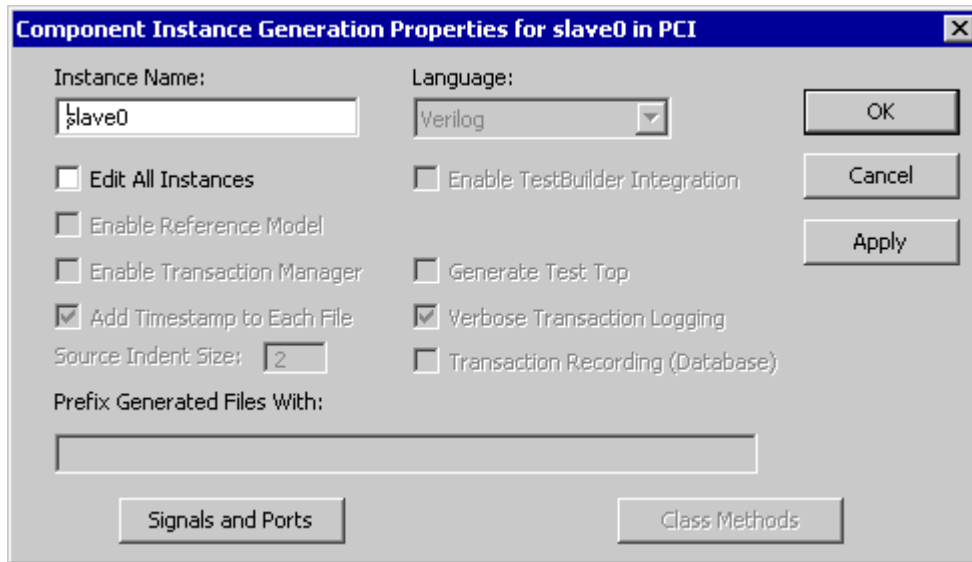 Component Instance Generation Properties for slave0 in PCI
Instance Name:
Language:
slave0
Verilog
OK
Edit All Instances
Enable TestBuilder Integration
Cancel
Enable Reference Model
Apply
Enable Transaction Manager
Generate Test Top
Add Timestamp to Each File
Verbose Transaction Logging
Source Indent Size: 2
Transaction Recording (Database)
Prefix Generated Files With:
Signals and Ports
Class Methods